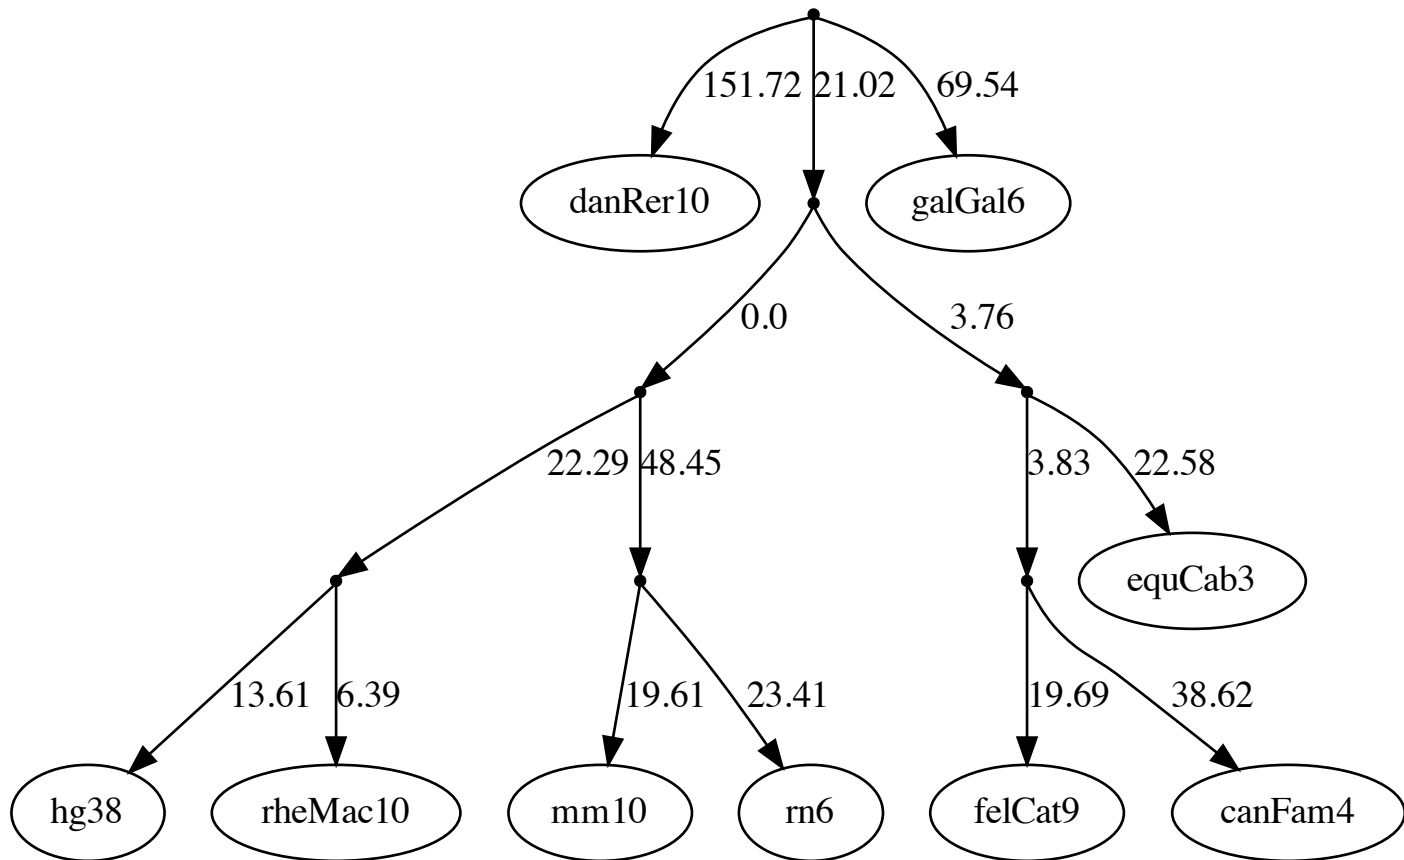 151.72 21.02 69.54
danRer10 galGal6
0.0 3.76
22.29 48.45 3.83 22.58
equCab3
13.61 6.39 19.61 23.41 19.69 38.62
hg38 rheMac10 mm10 rn6 felCat9 canFam4